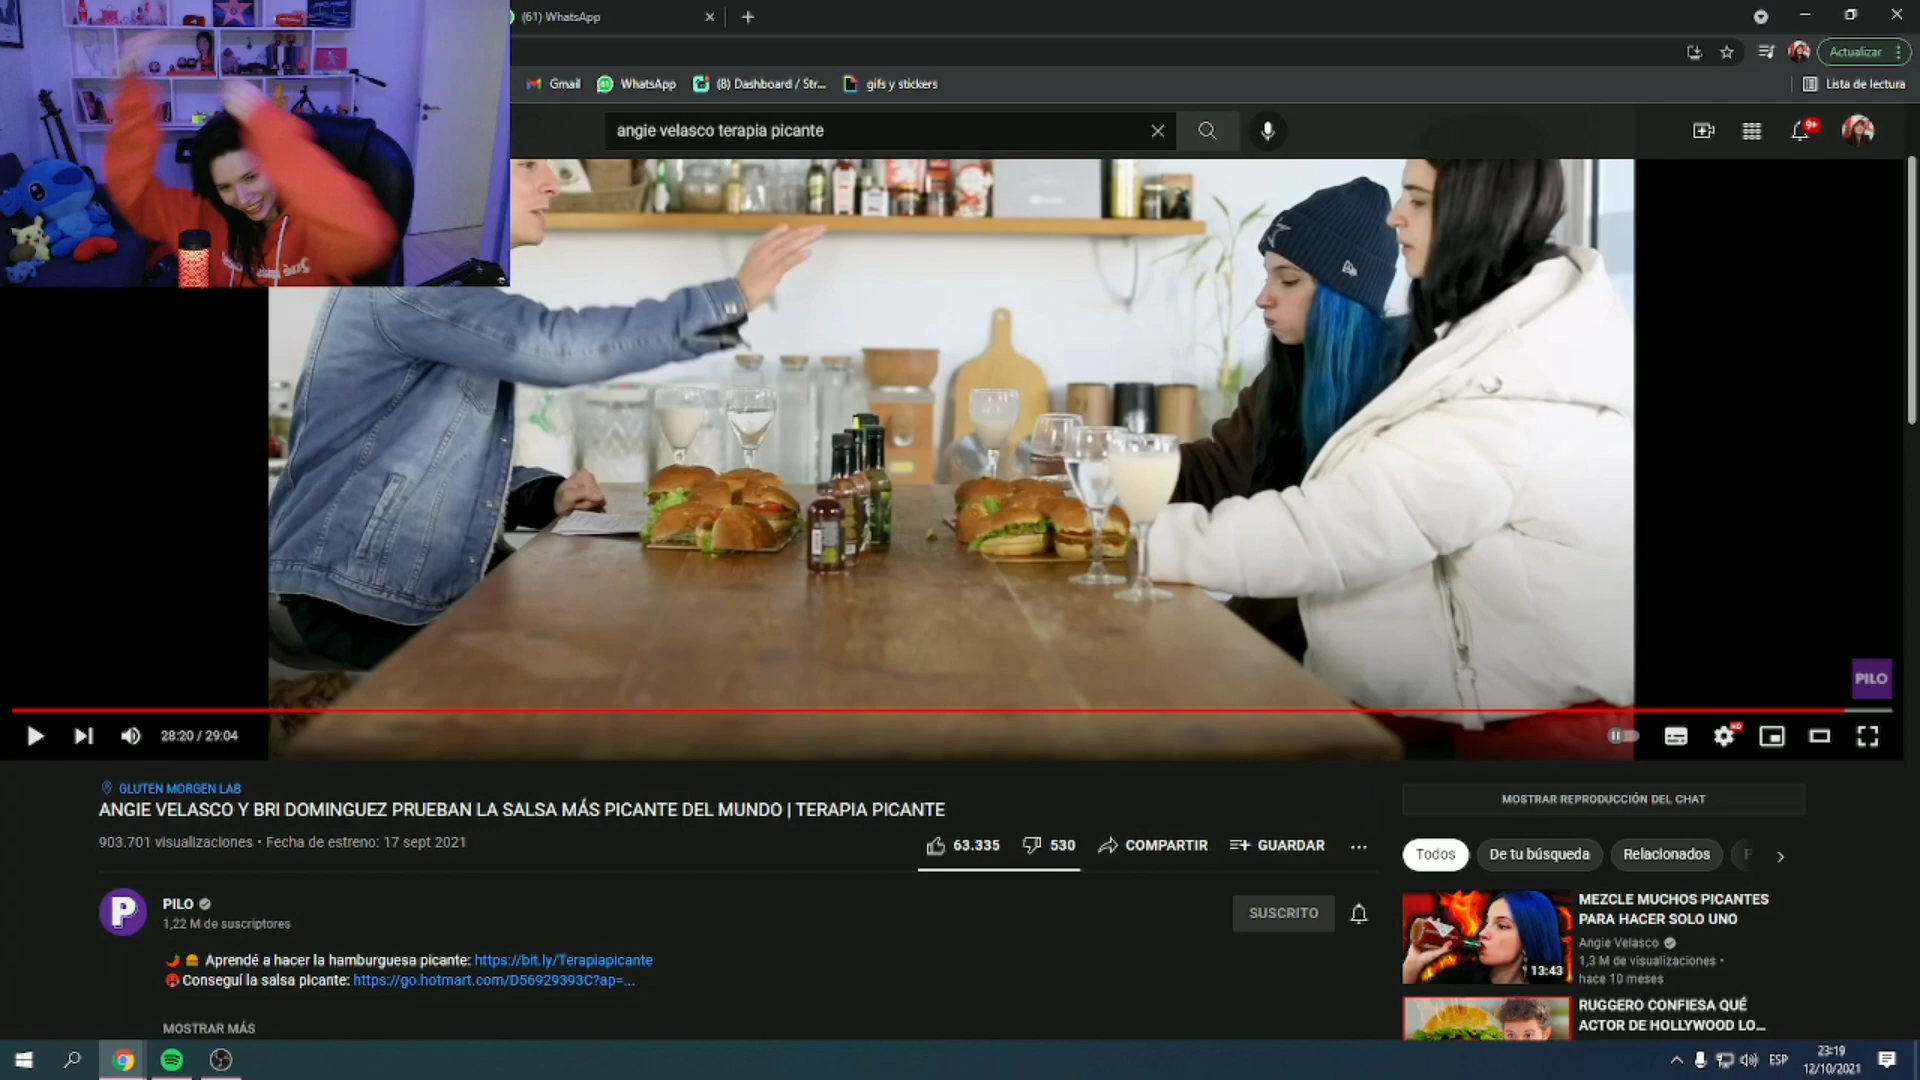 (61) WhatsApp
Actualizar
Gmail
WhatsApp
(8) Dashboard / Str...
gifs y stickers
Lista de lectura
angie velasco terapia picante
9+
PILO
28:20 / 29:04
HD
GLUTEN MORGEN LAB
ANGIE VELASCO Y BRI DOMINGUEZ PRUEBAN LA SALSA MÁS PICANTE DEL MUNDO | TERAPIA PICANTE
903.701 visualizaciones • Fecha de estreno: 17 sept 2021
63.335
530
COMPARTIR
GUARDAR
MOSTRAR REPRODUCCIÓN DEL CHAT
Todos
De tu búsqueda
Relacionados
P
PILO
1,22 M de suscriptores
SUSCRITO
Aprendé a hacer la hamburguesa picante: https://bit.ly/Terapiapicante
Conseguí la salsa picante: https://go.hotmart.com/D56929393C?ap=...
MOSTRAR MÁS
MEZCLE MUCHOS PICANTES
PARA HACER SOLO UNO
Angie Velasco
1,3 M de visualizaciones •
hace 10 meses
13:43
RUGGERO CONFIESA QUÉ
ACTOR DE HOLLYWOOD LO...
ESP
23:19
12/10/2021